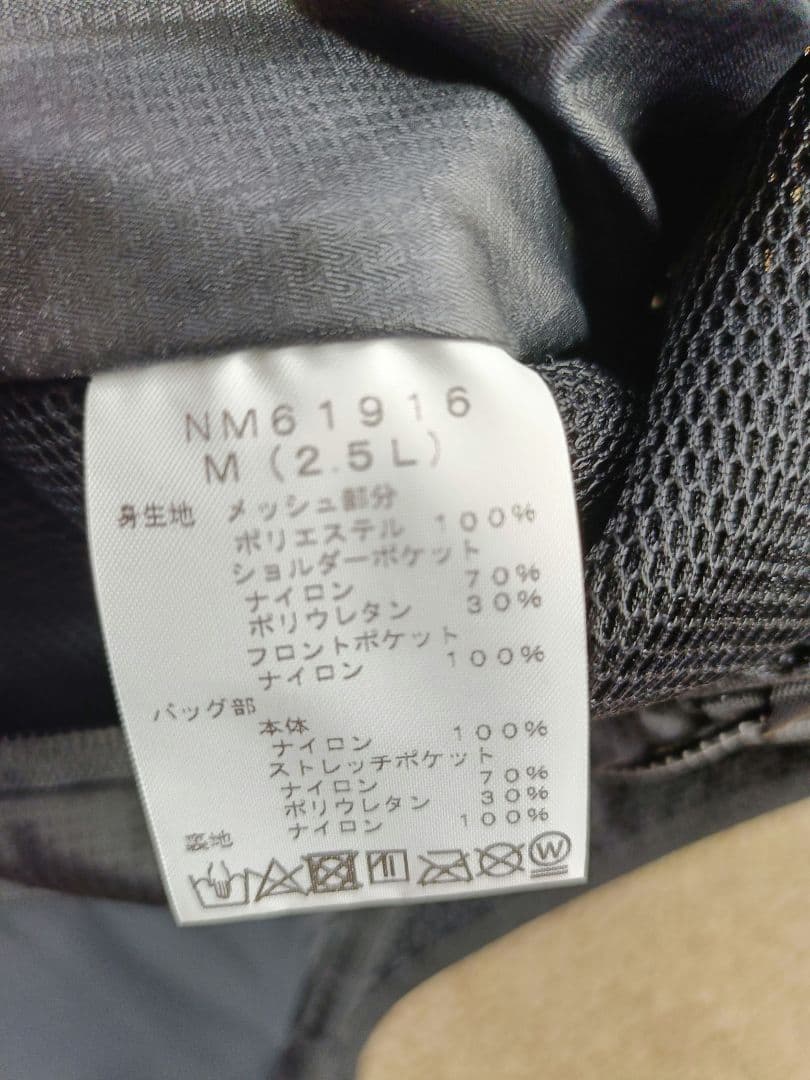 NM61916
M (2.5L)
身生地 メッシュ部分
ポリエステル 100%
ショルダーポケット
ナイロン 70%
ポリウレタン 30%
フロントポケット
ナイロン 100%
バッグ部
本体
ナイロン 100%
ストレッチポケット
ナイロン 70%
ポリウレタン 30%
裏地 ナイロン 100%
W